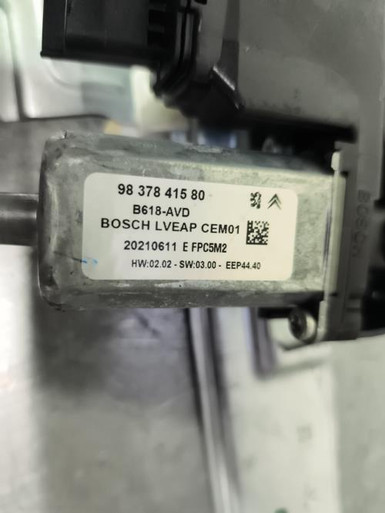 98 378 415 80
B618-AVD
BOSCH LVEAP CEM01
20210611 E FPC5M2
HW:02.02 - SW:03.00 - EEP44.40
BOSCH